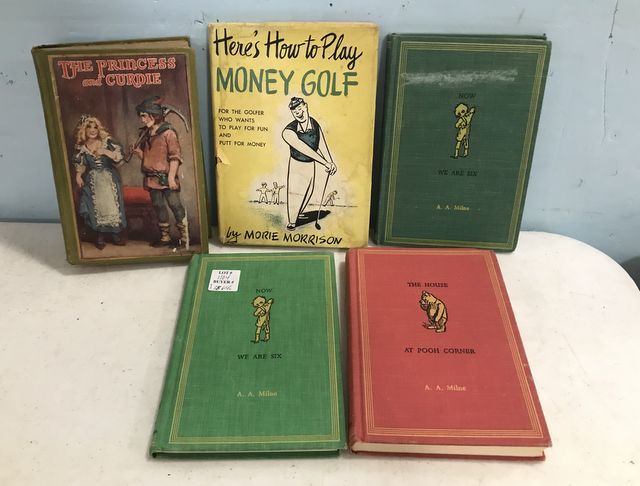 THE PRINCESS
and CURDIE
Here's How to Play
MONEY GOLF
FOR THE GOLFER
WHO WANTS
TO PLAY FOR FUN
AND
PUTT FOR MONEY
by MORIE MORRISON
NOW
WE ARE SIX
A. A. Milne
LOT #
BUYER #
NOW
WE ARE SIX
A. A. Milne
THE HOUSE
AT POOH CORNER
A. A. Milne